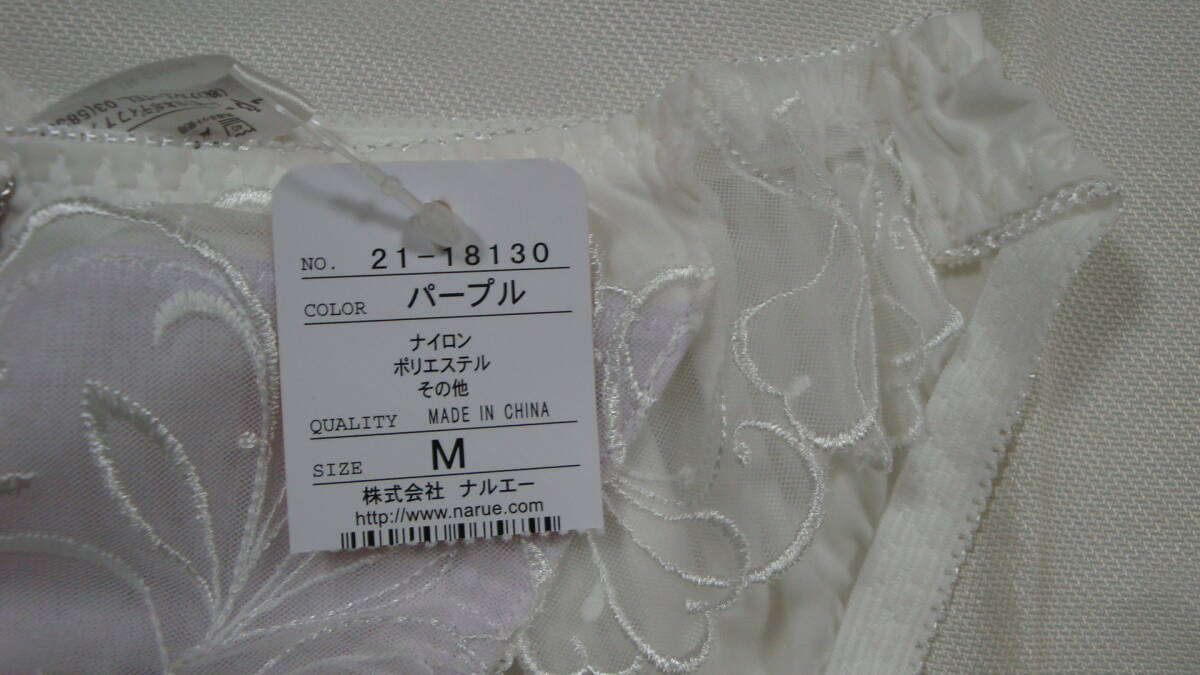 NO. 21-18130
COLOR パープル
ナイロン
ポリエステル
その他
QUALITY MADE IN CHINA
SIZE M
株式会社 ナルエー
http://www.narue.com